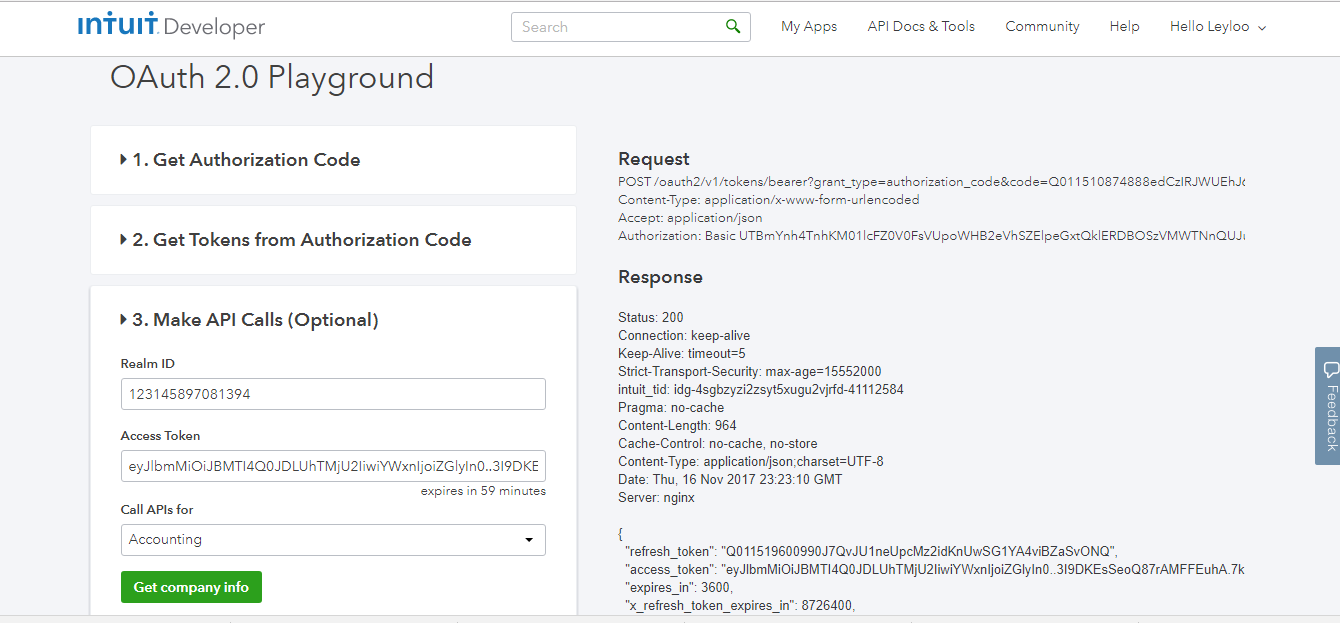 intuit Developer
Search
My Apps
API Docs & Tools
Community
Help
Hello Leyloo
OAuth 2.0 Playground
1. Get Authorization Code
2. Get Tokens from Authorization Code
3. Make API Calls (Optional)
Realm ID
123145897081394
Access Token
eyJlbmMiOiJBMTI4Q0JDLUhTMjU2IiwiYWxnIjoiZGlyIn0..3I9DKE
expires in 59 minutes
Call APIs for
Accounting
Get company info
Request
POST /oauth2/v1/tokens/bearer?grant_type=authorization_code&code=Q011510874888edCzIRJWUEhJ6
Content-Type: application/x-www-form-urlencoded
Accept: application/json
Authorization: Basic UTBmYnh4TnhKM01lcFZ0V0FsVUpoWHB2eVhSZElpeGxtQklERDBOSzVMWTNnQUJu
Response
Status: 200
Connection: keep-alive
Keep-Alive: timeout=5
Strict-Transport-Security: max-age=15552000
intuit_tid: idg-4sgbzyzi2zsyt5xugu2vjrfd-41112584
Pragma: no-cache
Content-Length: 964
Cache-Control: no-cache, no-store
Content-Type: application/json;charset=UTF-8
Date: Thu, 16 Nov 2017 23:23:10 GMT
Server: nginx
{
"refresh_token": "Q011519600990J7QvJU1neUpcMz2idKnUwSG1YA4viBZaSvONQ",
"access_token": "eyJlbmMiOiJBMTI4Q0JDLUhTMjU2IiwiYWxnIjoiZGlyIn0..3I9DKEsSeoQ87rAMFFEuhA.7k
"expires_in": 3600,
"x_refresh_token_expires_in": 8726400,
Feedback